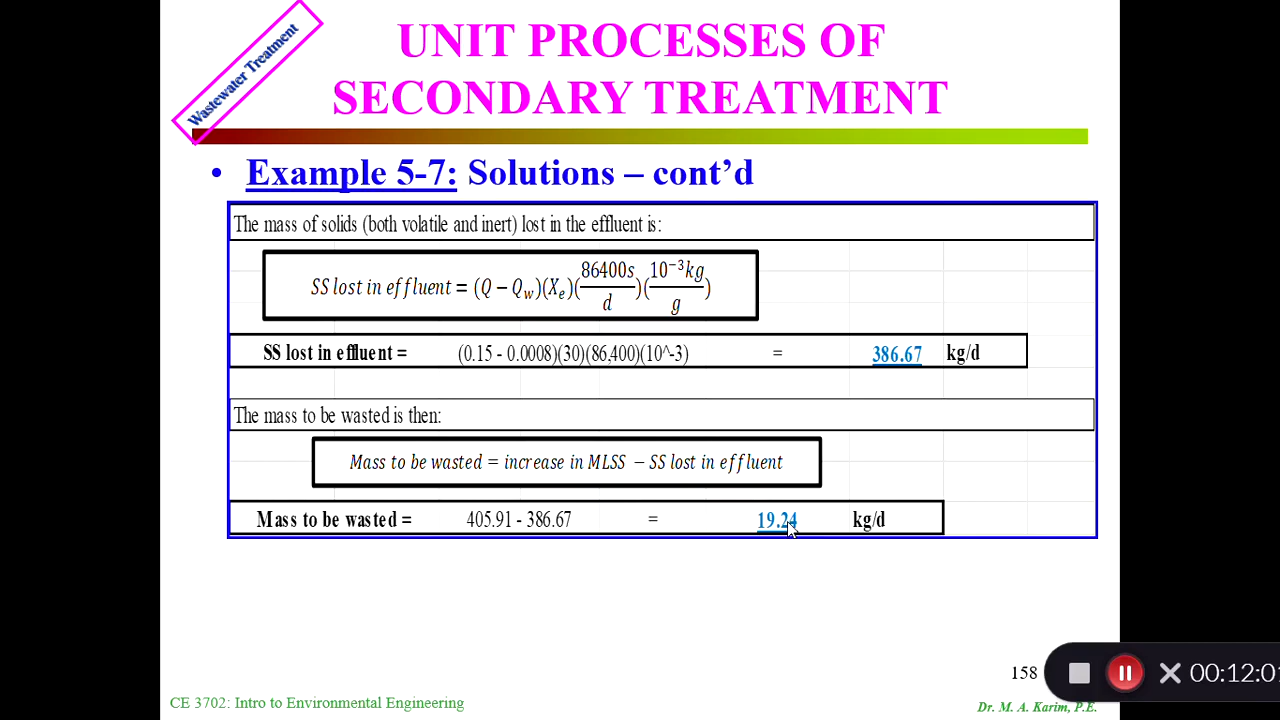 Wastewater Treatment
UNIT PROCESSES OF
SECONDARY TREATMENT
• Example 5-7: Solutions – cont’d
The mass of solids (both volatile and inert) lost in the effluent is:
SS lost in effluent = (Q − Qw)(Xe)(86400s/d)(10⁻³kg/g)
SS lost in effluent = (0.15 - 0.0008)(30)(86,400)(10^-3) = 386.67 kg/d
The mass to be wasted is then:
Mass to be wasted = increase in MLSS − SS lost in effluent
Mass to be wasted = 405.91 - 386.67 = 19.24 kg/d
158
00:12:01
CE 3702: Intro to Environmental Engineering
Dr. M. A. Karim, P.E.